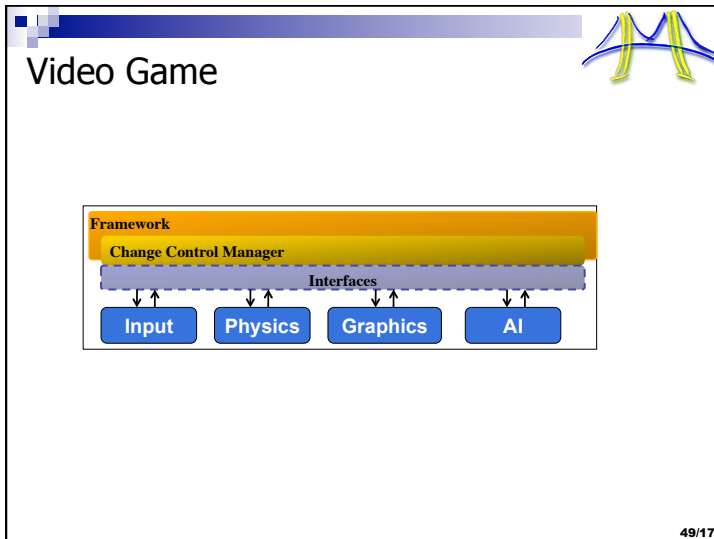 Video Game
Framework
Change Control Manager
Interfaces
Input Physics Graphics AI
49/17